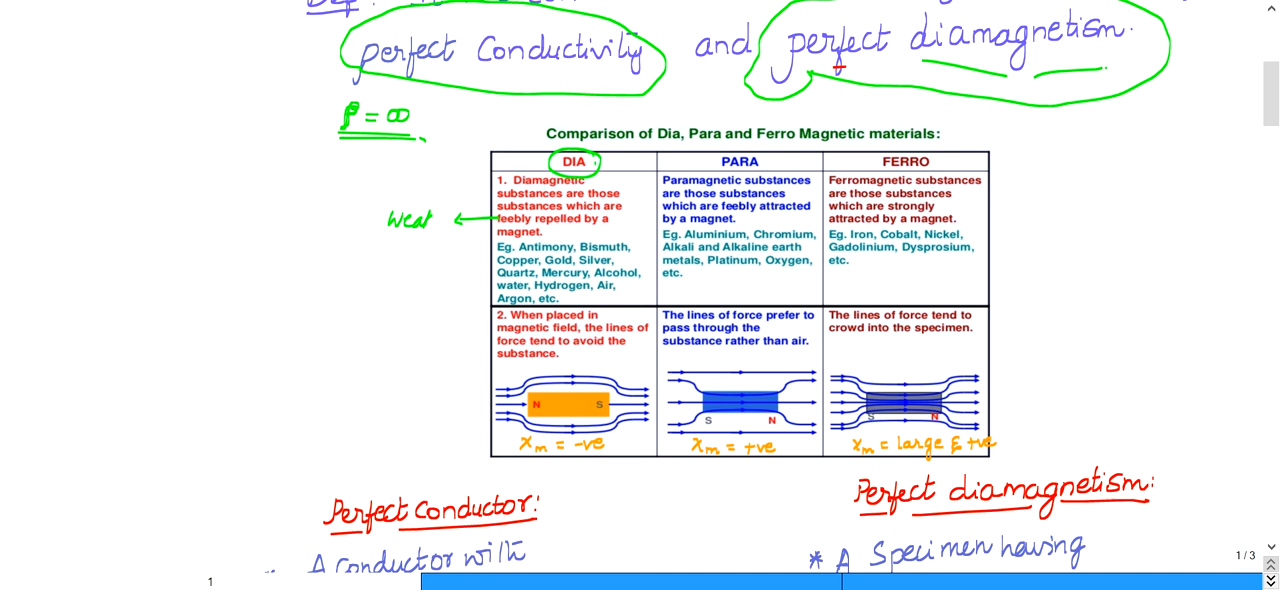 perfect Conductivity and perfect diamagnetism.
ρ = ∞
Comparison of Dia, Para and Ferro Magnetic materials:
DIA
1. Diamagnetic
substances are those
substances which are
feebly repelled by a
magnet.
Eg. Antimony, Bismuth,
Copper, Gold, Silver,
Quartz, Mercury, Alcohol,
water, Hydrogen, Air,
Argon, etc.
PARA
Paramagnetic substances
are those substances
which are feebly attracted
by a magnet.
Eg. Aluminium, Chromium,
Alkali and Alkaline earth
metals, Platinum, Oxygen,
etc.
FERRO
Ferromagnetic substances
are those substances
which are strongly
attracted by a magnet.
Eg. Iron, Cobalt, Nickel,
Gadolinium, Dysprosium,
etc.
2. When placed in
magnetic field, the lines of
force tend to avoid the
substance.
N S
χm = -ve
The lines of force prefer to
pass through the
substance rather than air.
S N
χm = +ve
The lines of force tend to
crowd into the specimen.
S N
χm = large & +ve
Perfect Conductor:
A Conductor with
Perfect diamagnetism:
* A Specimen having
1 / 3
1